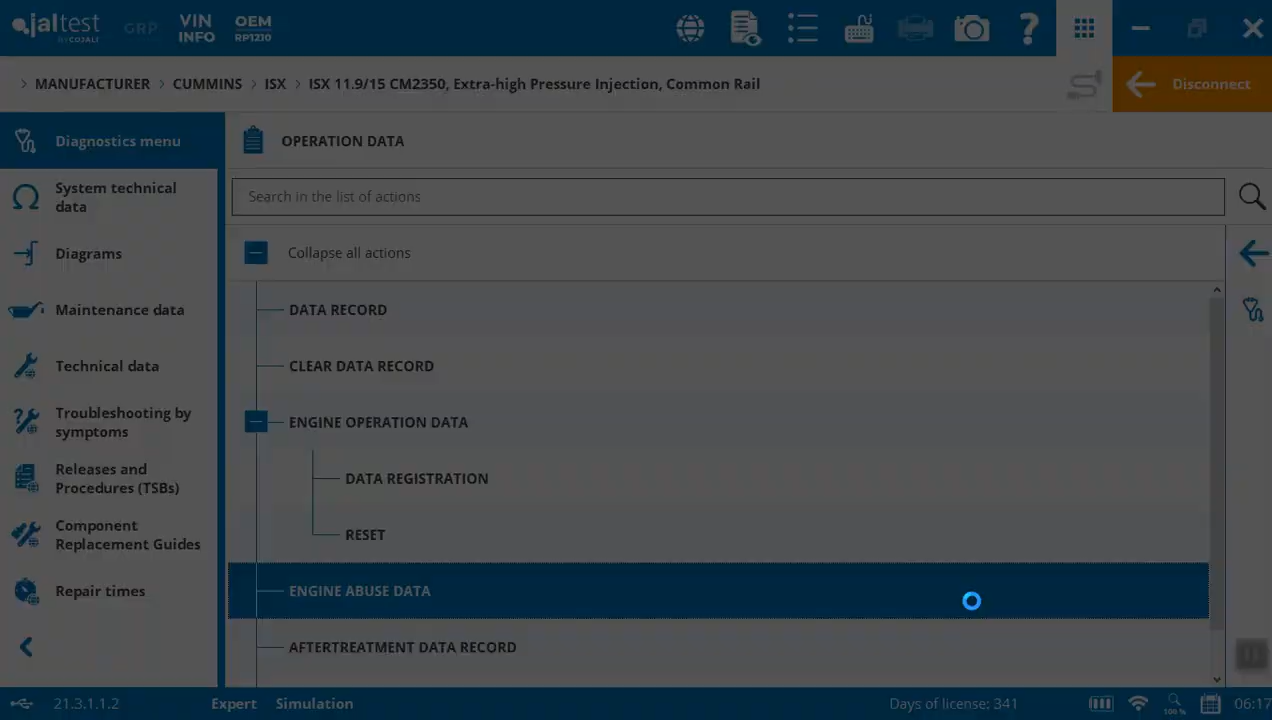 jaltest
BY COJALI
GRP
VIN
INFO
OEM
RP1210
MANUFACTURER > CUMMINS > ISX > ISX 11.9/15 CM2350, Extra-high Pressure Injection, Common Rail
Disconnect
Diagnostics menu
System technical
data
Diagrams
Maintenance data
Technical data
Troubleshooting by
symptoms
Releases and
Procedures (TSBs)
Component
Replacement Guides
Repair times
OPERATION DATA
Search in the list of actions
Collapse all actions
DATA RECORD
CLEAR DATA RECORD
ENGINE OPERATION DATA
DATA REGISTRATION
RESET
ENGINE ABUSE DATA
AFTERTREATMENT DATA RECORD
21.3.1.1.2
Expert
Simulation
Days of license: 341
100 %
06:17